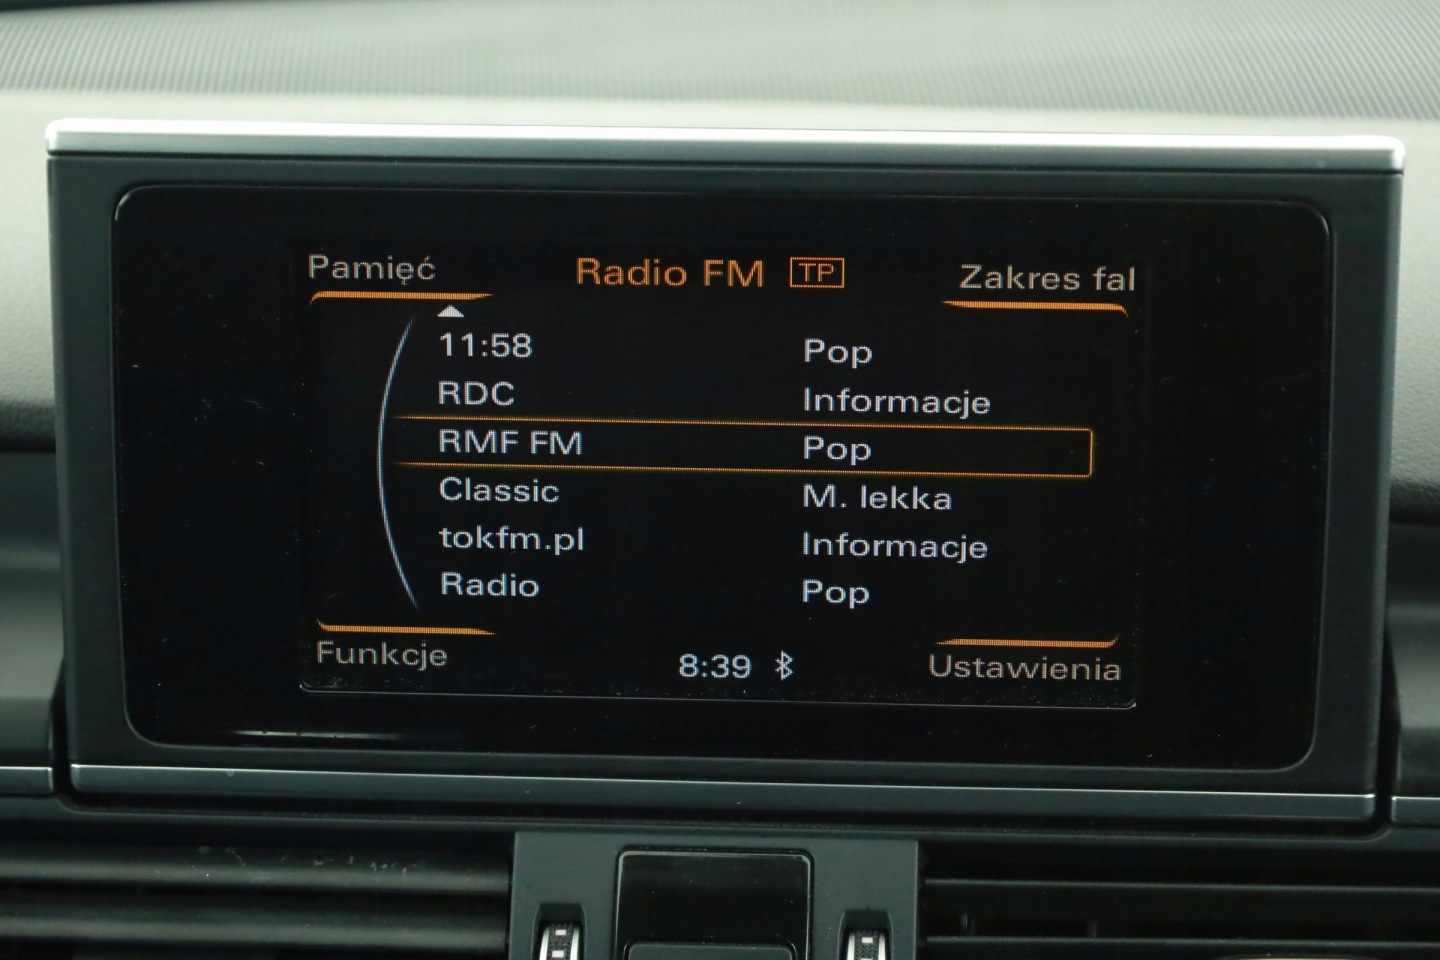 Pamięć Radio FM TP Zakres fal
11:58 Pop
RDC Informacje
RMF FM Pop
Classic M. lekka
tokfm.pl Informacje
Radio Pop
Funkcje 8:39 Ustawienia